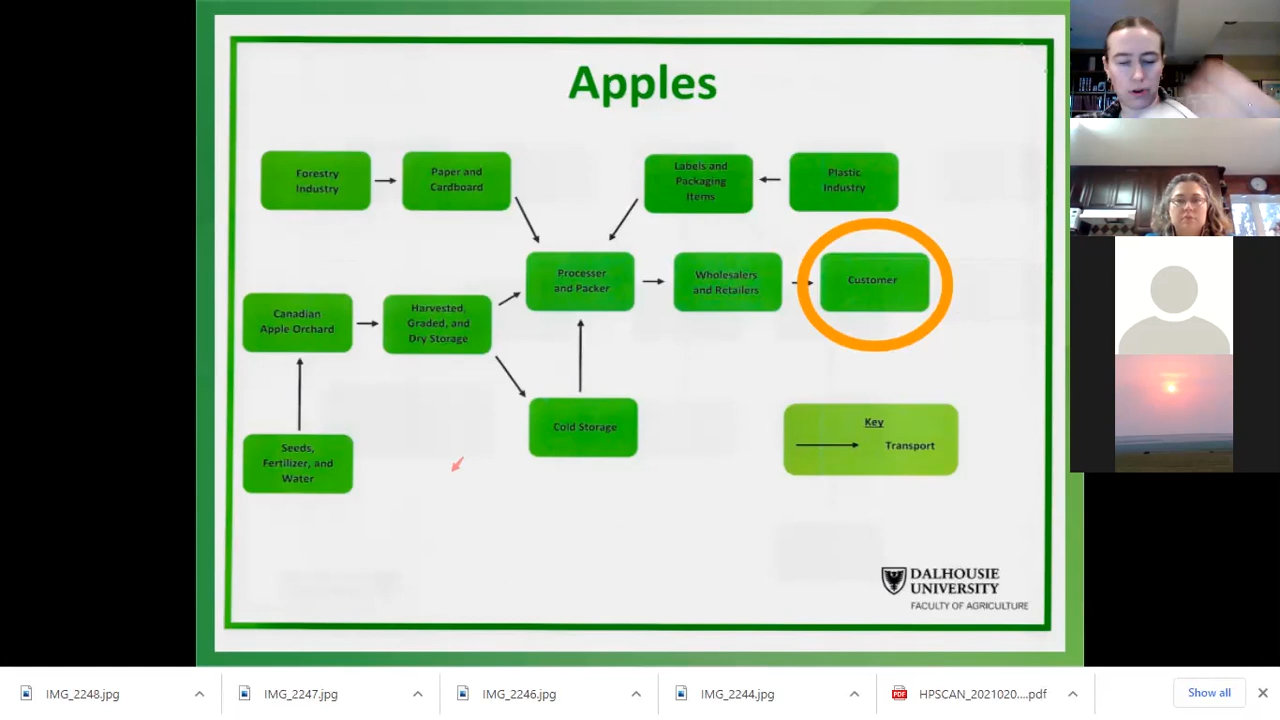 Apples
Forestry
Industry
Paper and
Cardboard
Labels and
Packaging
Items
Plastic
Industry
Processer
and Packer
Wholesalers
and Retailers
Customer
Canadian
Apple Orchard
Harvested,
Graded, and
Dry Storage
Cold Storage
Seeds,
Fertilizer, and
Water
Key
Transport
DALHOUSIE
UNIVERSITY
FACULTY OF AGRICULTURE
IMG_2248.jpg
IMG_2247.jpg
IMG_2246.jpg
IMG_2244.jpg
PDF
HPSCAN_2021020....pdf
Show all